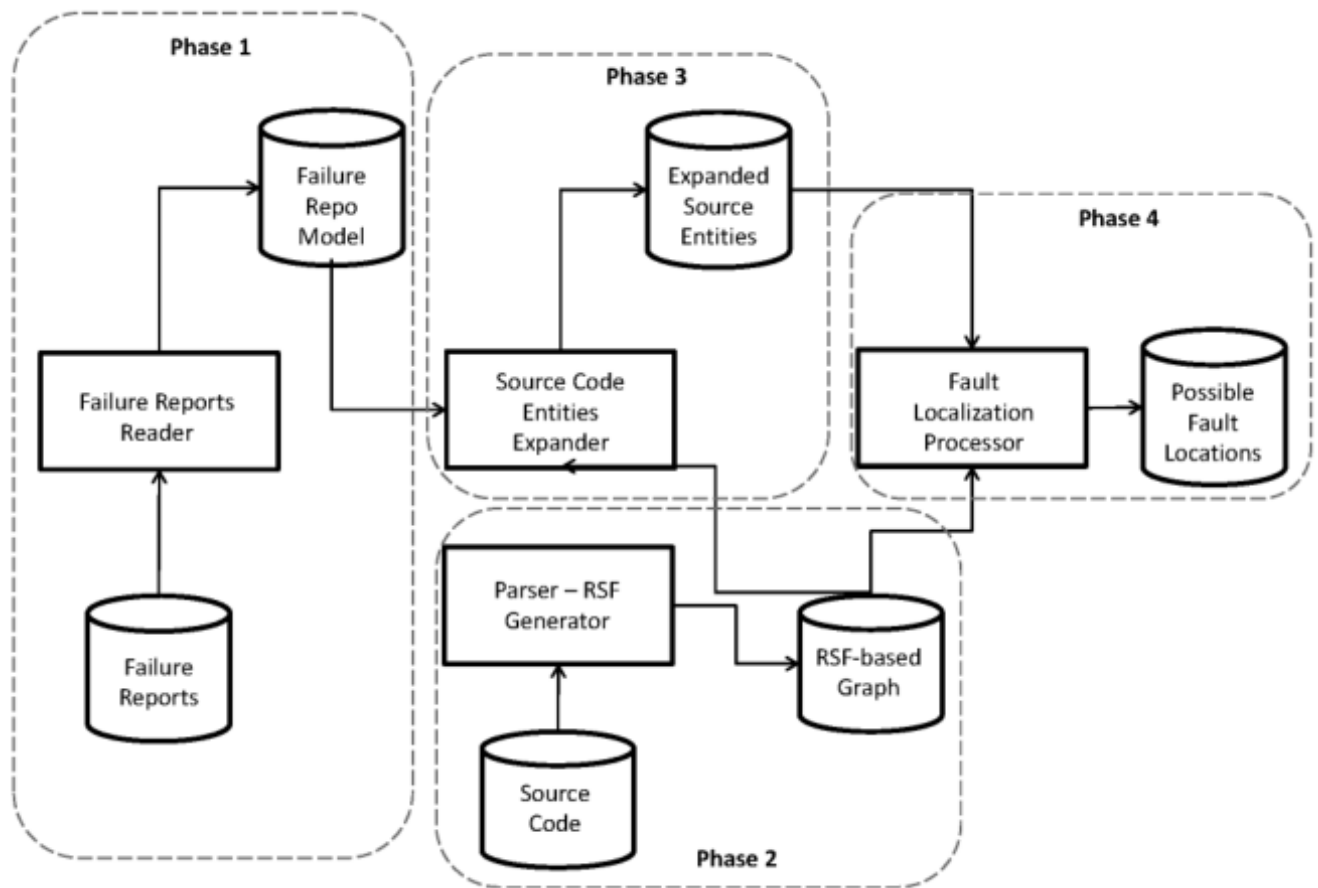 Phase 1
Failure
Repo
Model
Failure Reports
Reader
Failure
Reports
Phase 3
Expanded
Source
Entities
Source Code
Entities
Expander
Phase 4
Fault
Localization
Processor
Possible
Fault
Locations
Parser – RSF
Generator
RSF-based
Graph
Source
Code
Phase 2